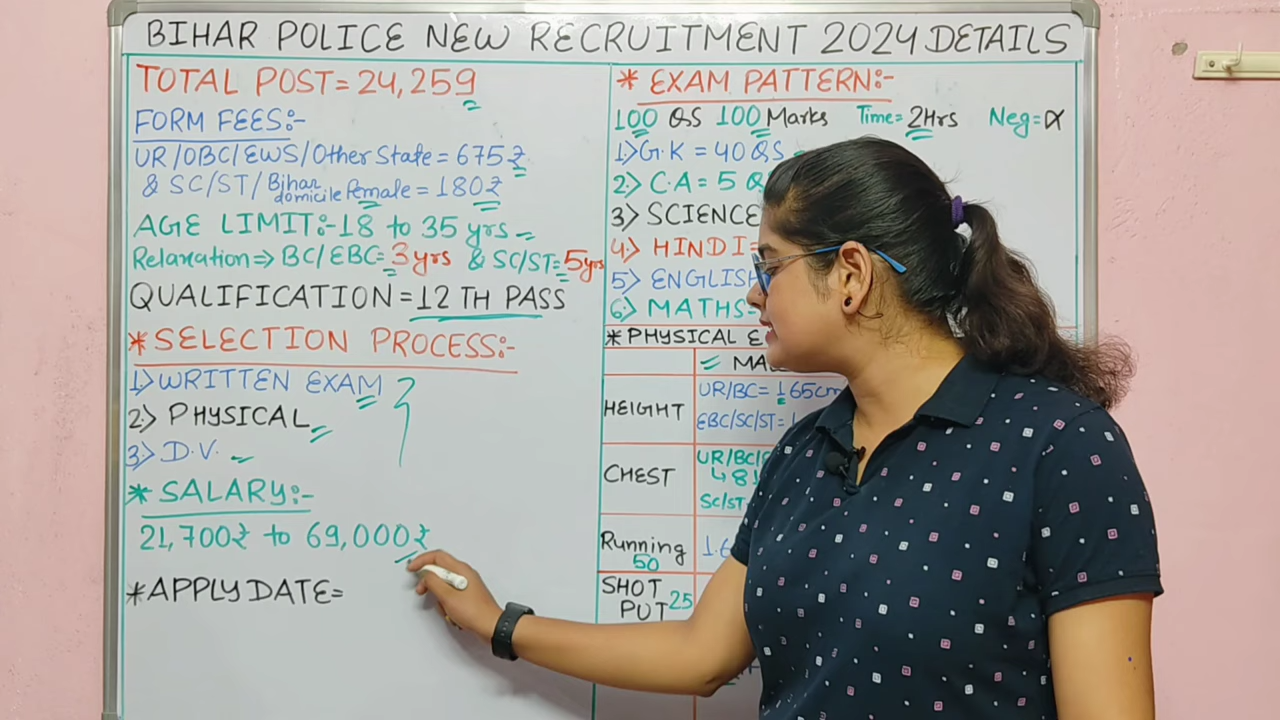 BIHAR POLICE NEW RECRUITMENT 2024 DETAILS
TOTAL POST = 24,259
FORM FEES:-
UR/OBC/EWS/Other State = 675₹
& SC/ST/Bihar domicile Female = 180₹
AGE LIMIT:- 18 to 35 yrs
Relaxation ⇒ BC/EBC = 3yrs & SC/ST = 5yrs
QUALIFICATION = 12 TH PASS
* SELECTION PROCESS:-
1) WRITTEN EXAM
2) PHYSICAL
3) D.V.
* SALARY:-
21,700₹ to 69,000₹
* APPLY DATE=
* EXAM PATTERN:-
100 QS 100 Marks Time= 2Hrs Neg=
1) G.K = 40 QS
2) C.A = 5
3) SCIENCE
4) HINDI =
5) ENGLISH
6) MATHS
* PHYSICAL
HEIGHT UR/BC= 165cm
EBC/SC/ST=
CHEST
SC/ST
Running
50
SHOT PUT 25